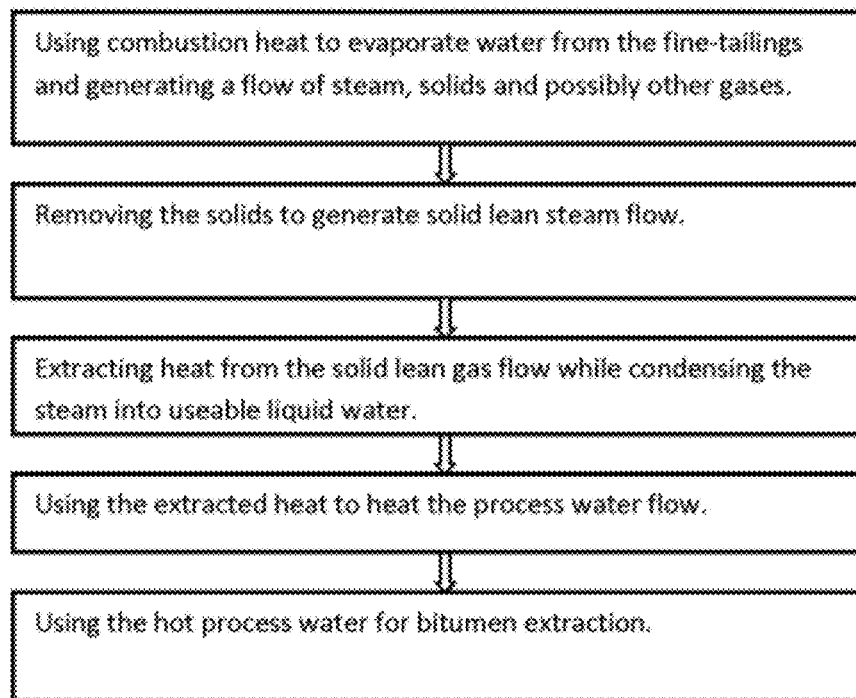 Using combustion heat to evaporate water from the fine-tailings
and generating a flow of steam, solids and possibly other gases.
Removing the solids to generate solid lean steam flow.
Extracting heat from the solid lean gas flow while condensing the
steam into useable liquid water.
Using the extracted heat to heat the process water flow.
Using the hot process water for bitumen extraction.